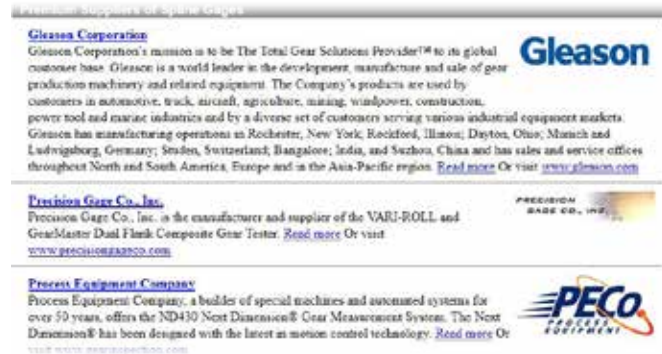 Premium Suppliers of Spline Gages
Gleason Corporation
Gleason Corporation's mission is to be The Total Gear Solutions Provider™ to its global
customer base. Gleason is a world leader in the development, manufacture and sale of gear
production machinery and related equipment. The Company's products are used by
customers in automotive, truck, aircraft, agriculture, mining, windpower, construction,
power tool and marine industries and by a diverse set of customers serving various industrial equipment markets.
Gleason has manufacturing operations in Rochester, New York; Rockford, Illinois; Dayton, Ohio; Munich and
Ludwigsburg, Germany; Studen, Switzerland; Bangalore; India, and Suzhou, China and has sales and service offices
throughout North and South America, Europe and in the Asia-Pacific region. Read more Or visit www.gleason.com
Gleason
Precision Gage Co., Inc.
Precision Gage Co., Inc. is the manufacturer and supplier of the VARI-ROLL and
GearMaster Dual Flank Composite Gear Tester. Read more Or visit
www.precisiongageco.com
PRECISION
GAGE CO., INC.
Process Equipment Company
Process Equipment Company, a builder of special machines and automated systems for
over 50 years, offers the ND430 Next Dimension® Gear Measurement System. The Next
Dimension® has been designed with the latest in motion control technology. Read more Or
PECo
PROCESS
EQUIPMENT